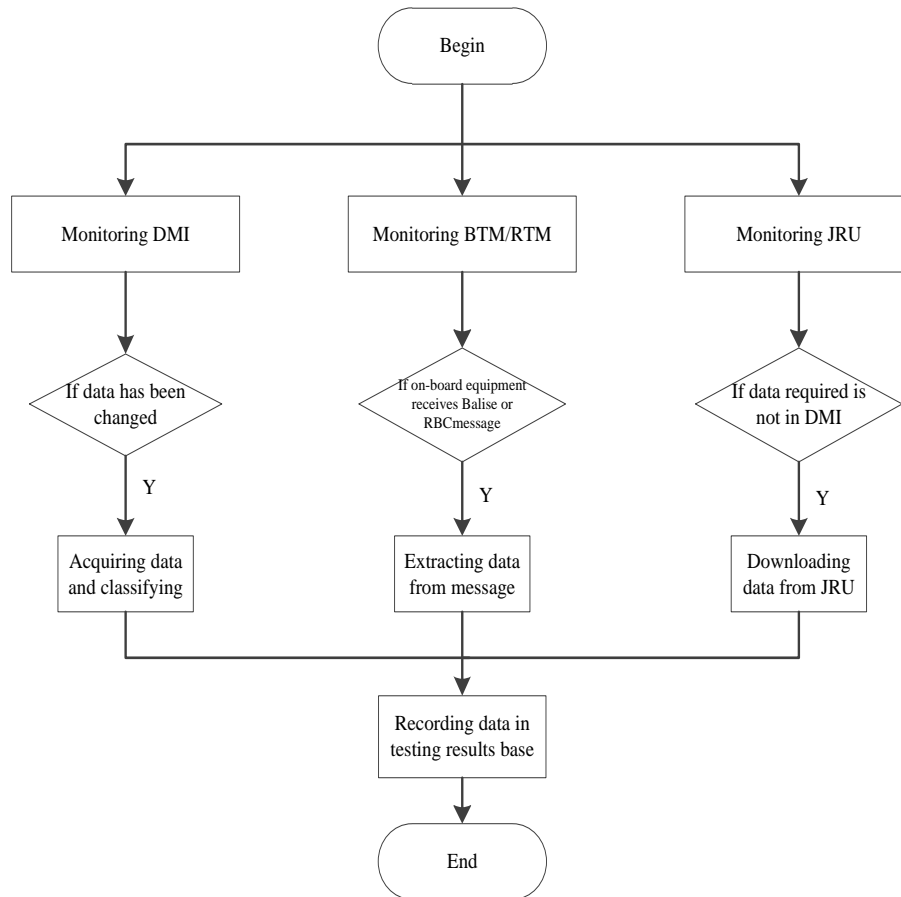 Begin
Monitoring DMI
Monitoring BTM/RTM
Monitoring JRU
If data has been
changed
If on-board equipment
receives Balise or
RBCmessage
If data required is
not in DMI
Y
Y
Y
Acquiring data
and classifying
Extracting data
from message
Downloading
data from JRU
Recording data in
testing results base
End